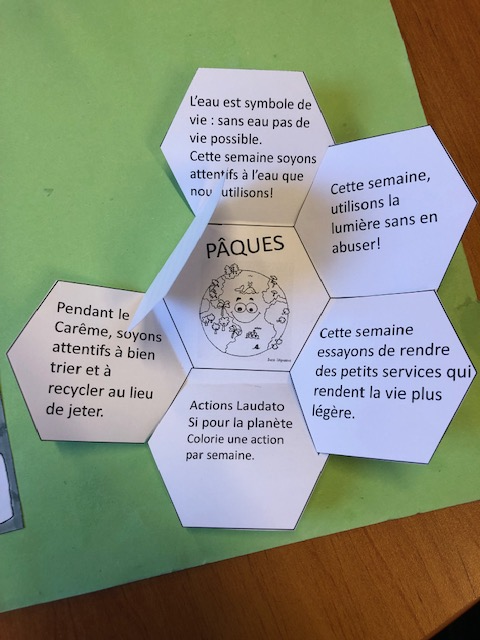 L'eau est symbole de
vie : sans eau pas de
vie possible.
Cette semaine soyons
attentifs à l'eau que
nous utilisons!
Cette semaine,
utilisons la
lumière sans en
abuser!
PÂQUES
Pendant le
Carême, soyons
attentifs à bien
trier et à
recycler au lieu
de jeter.
Cette semaine
essayons de rendre
des petits services qui
rendent la vie plus
légère.
Actions Laudato
Si pour la planète
Colorie une action
par semaine.